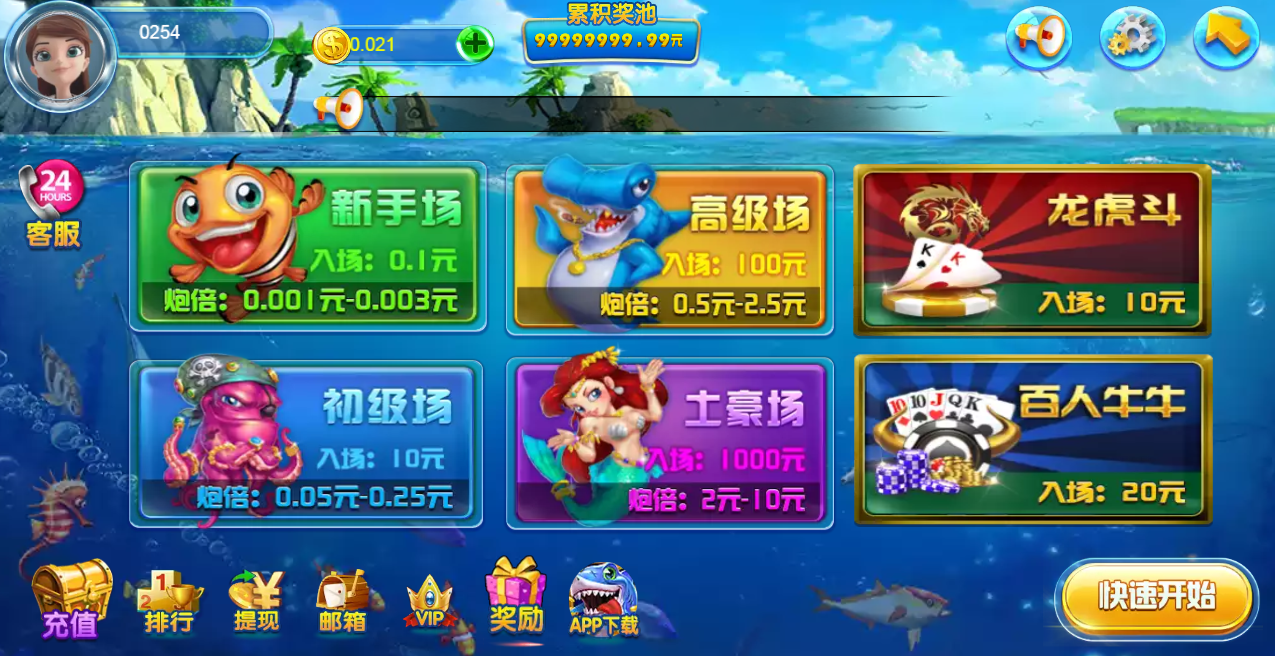 累积奖池
0254
0.021
99999999.99元
24
HOURS
客服
新手场
入场：0.1元
炮倍：0.001元-0.003元
高级场
入场：100元
炮倍：0.5元-2.5元
龙虎斗
K
K
入场：10元
初级场
入场：10元
炮倍：0.05元-0.25元
土豪场
入场：1000元
炮倍：2元-10元
10 10 J Q K
百人牛牛
入场：20元
充值
1
2
排行
提现
邮箱
VIP
奖励
APP下载
快速开始